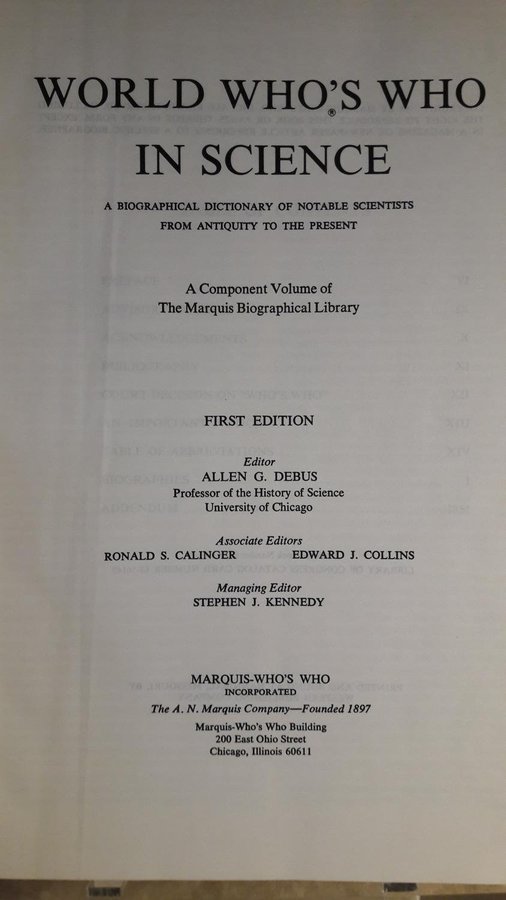 WORLD WHO'S WHO
®
IN SCIENCE
A BIOGRAPHICAL DICTIONARY OF NOTABLE SCIENTISTS
FROM ANTIQUITY TO THE PRESENT
A Component Volume of
The Marquis Biographical Library
FIRST EDITION
Editor
ALLEN G. DEBUS
Professor of the History of Science
University of Chicago
Associate Editors
RONALD S. CALINGER EDWARD J. COLLINS
Managing Editor
STEPHEN J. KENNEDY
MARQUIS-WHO'S WHO
INCORPORATED
The A. N. Marquis Company—Founded 1897
Marquis-Who's Who Building
200 East Ohio Street
Chicago, Illinois 60611